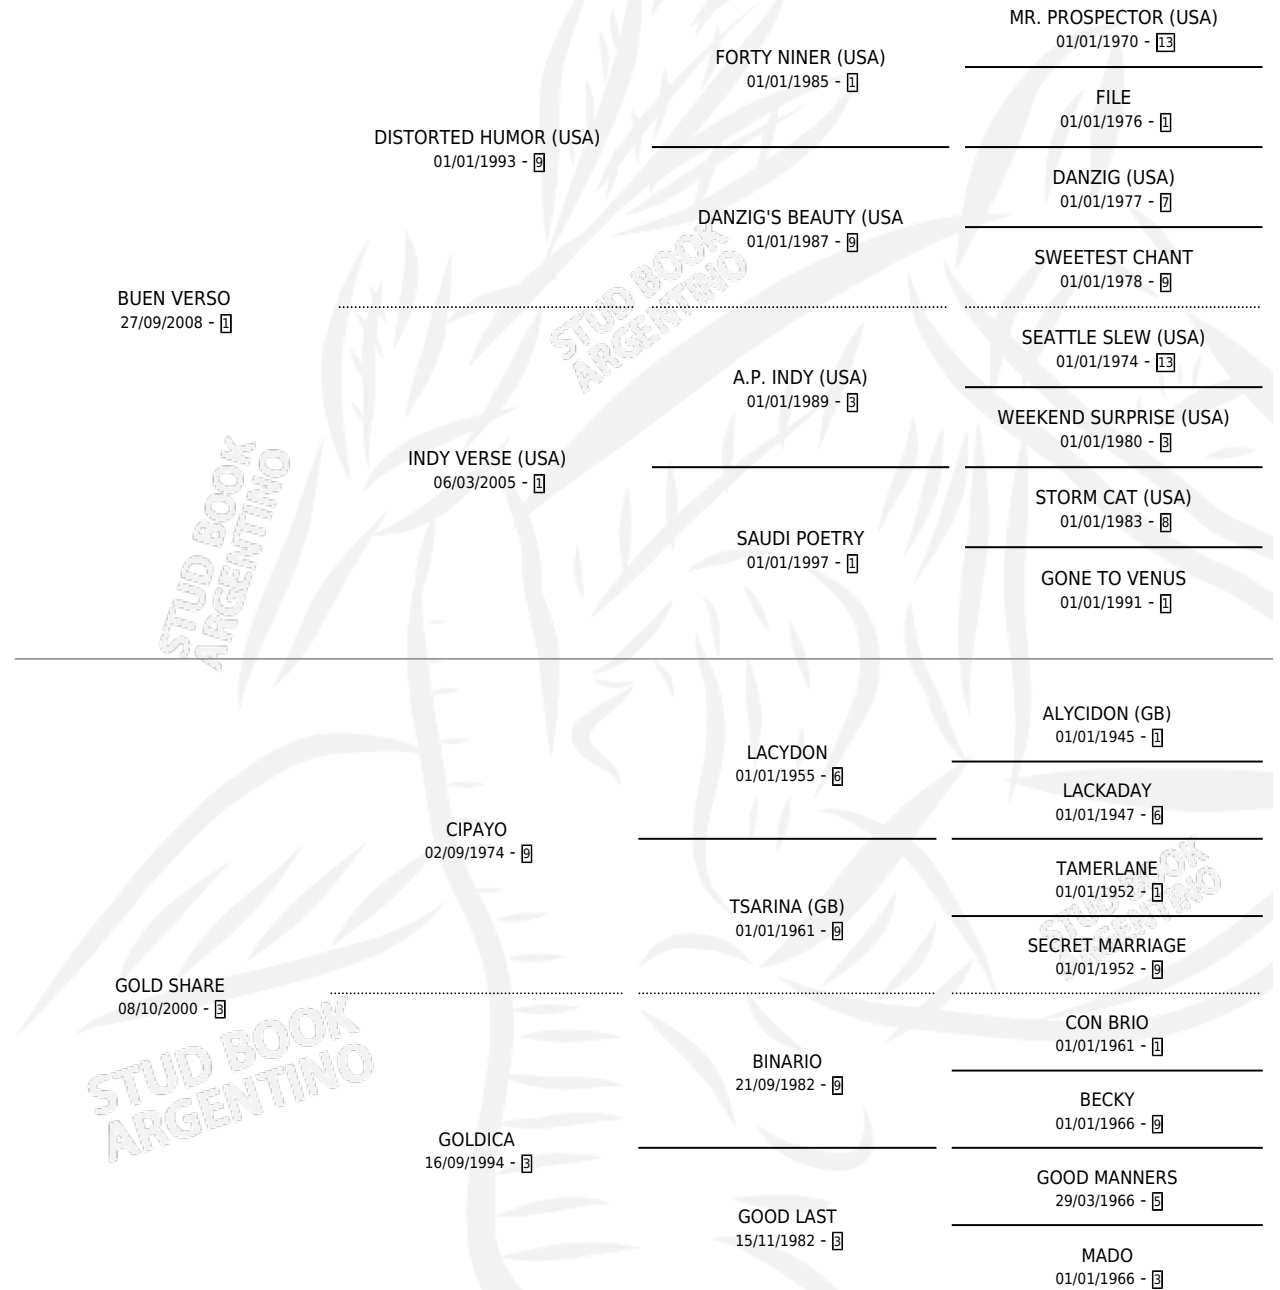 MR. PROSPECTOR (USA)
01/01/1970 - 13
FORTY NINER (USA)
01/01/1985 - 1
FILE
01/01/1976 - 1
DISTORTED HUMOR (USA)
01/01/1993 - 9
DANZIG (USA)
01/01/1977 - 7
DANZIG'S BEAUTY (USA
01/01/1987 - 9
SWEETEST CHANT
01/01/1978 - 9
BUEN VERSO
27/09/2008 - 1
SEATTLE SLEW (USA)
01/01/1974 - 13
A.P. INDY (USA)
01/01/1989 - 3
WEEKEND SURPRISE (USA)
01/01/1980 - 3
INDY VERSE (USA)
06/03/2005 - 1
STORM CAT (USA)
01/01/1983 - 8
SAUDI POETRY
01/01/1997 - 1
GONE TO VENUS
01/01/1991 - 1
STUD BOOK
ARGENTINO
STUD BOOK
ARGENTINO
ALYCIDON (GB)
01/01/1945 - 1
LACYDON
01/01/1955 - 6
LACKADAY
01/01/1947 - 6
CIPAYO
02/09/1974 - 9
TAMERLANE
01/01/1952 - 1
TSARINA (GB)
01/01/1961 - 9
SECRET MARRIAGE
01/01/1952 - 9
GOLD SHARE
08/10/2000 - 3
CON BRIO
01/01/1961 - 1
BINARIO
21/09/1982 - 9
BECKY
01/01/1966 - 9
GOLDICA
16/09/1994 - 3
GOOD MANNERS
29/03/1966 - 5
GOOD LAST
15/11/1982 - 3
MADO
01/01/1966 - 3
STUD BOOK
ARGENTINO
STUD BOOK
ARGENTINO